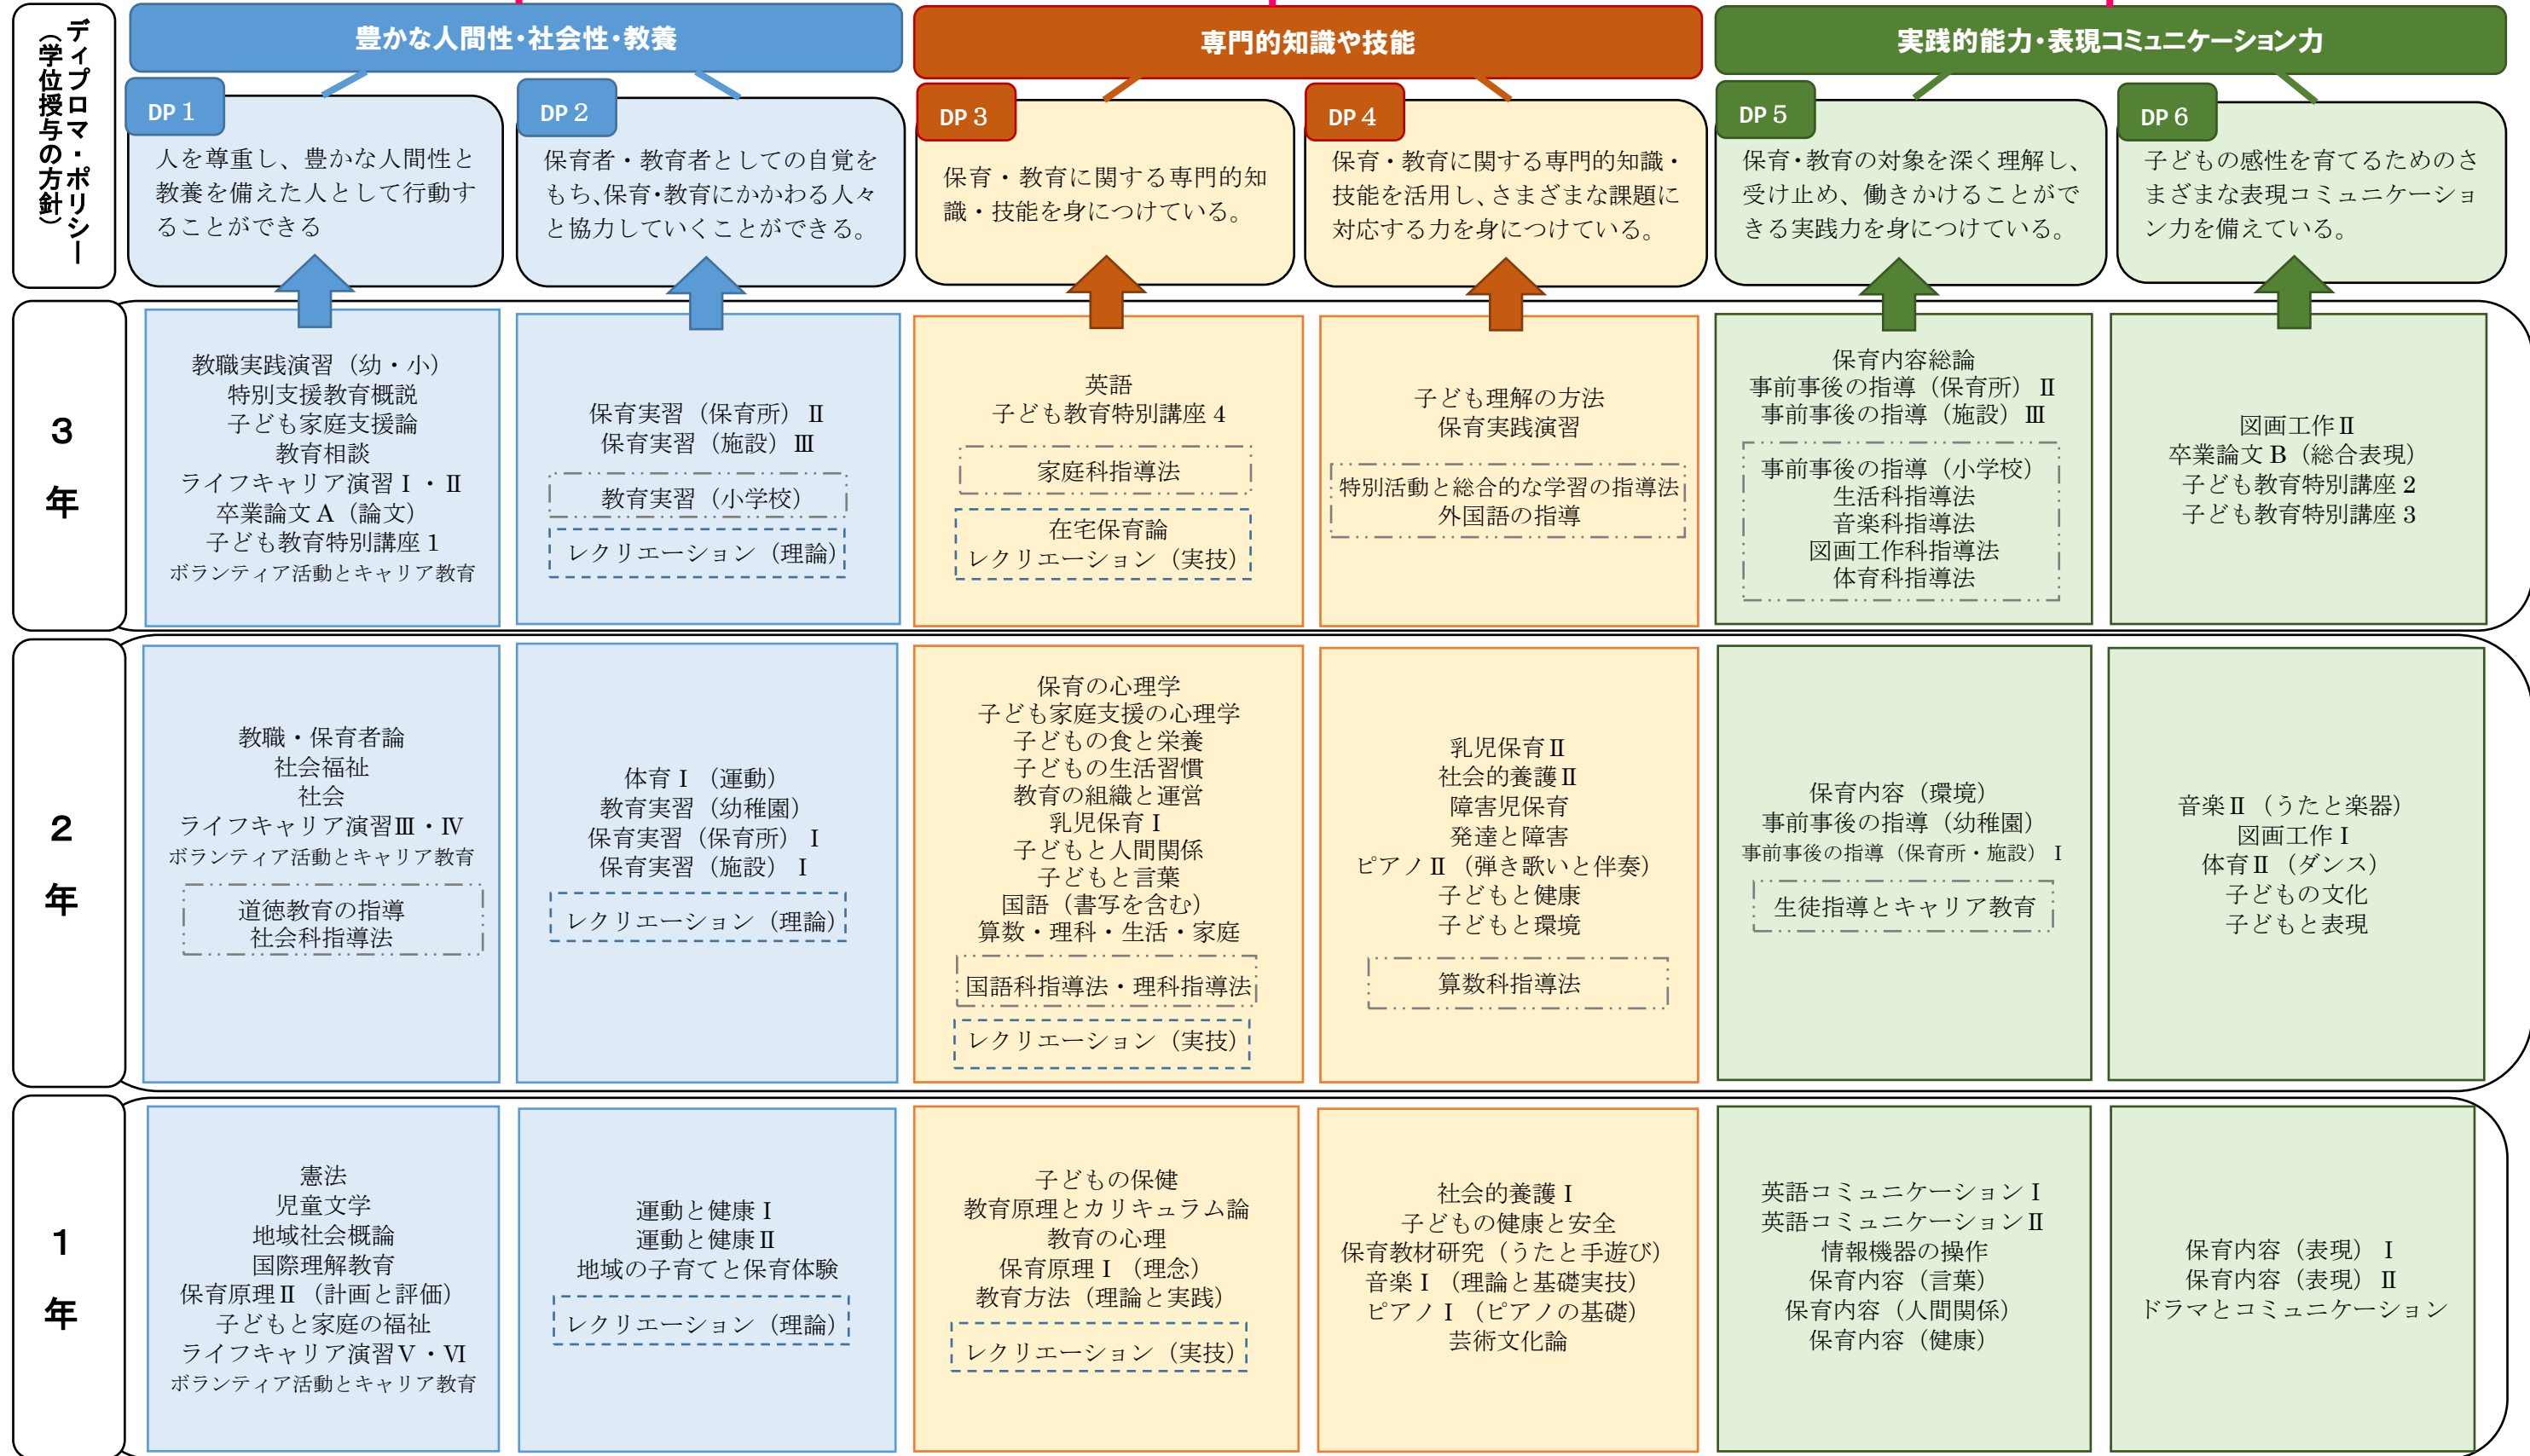 ディプロマ・ポリシー
（学位授与の方針）
豊かな人間性・社会性・教養
専門的知識や技能
実践的能力・表現コミュニケーション力
DP 1
人を尊重し、豊かな人間性と
教養を備えた人として行動す
ることができる
DP 2
保育者・教育者としての自覚を
もち、保育・教育にかかわる人々
と協力していくことができる。
DP 3
保育・教育に関する専門的知
識・技能を身につけている。
DP 4
保育・教育に関する専門的知識・
技能を活用し、さまざまな課題に
対応する力を身につけている。
DP 5
保育・教育の対象を深く理解し、
受け止め、働きかけることがで
きる実践力を身につけている。
DP 6
子どもの感性を育てるためのさ
まざまな表現コミュニケーショ
ン力を備えている。
3
年
教職実践演習（幼・小）
特別支援教育概説
子ども家庭支援論
教育相談
ライフキャリア演習Ⅰ・Ⅱ
卒業論文 A（論文）
子ども教育特別講座 1
ボランティア活動とキャリア教育
保育実習（保育所）Ⅱ
保育実習（施設）Ⅲ
教育実習（小学校）
レクリエーション（理論）
英語
子ども教育特別講座 4
家庭科指導法
在宅保育論
レクリエーション（実技）
子ども理解の方法
保育実践演習
特別活動と総合的な学習の指導法
外国語の指導
保育内容総論
事前事後の指導（保育所）Ⅱ
事前事後の指導（施設）Ⅲ
事前事後の指導（小学校）
生活科指導法
音楽科指導法
図画工作科指導法
体育科指導法
図画工作Ⅱ
卒業論文 B（総合表現）
子ども教育特別講座 2
子ども教育特別講座 3
2
年
教職・保育者論
社会福祉
社会
ライフキャリア演習Ⅲ・Ⅳ
ボランティア活動とキャリア教育
道徳教育の指導
社会科指導法
体育Ⅰ（運動）
教育実習（幼稚園）
保育実習（保育所）Ⅰ
保育実習（施設）Ⅰ
レクリエーション（理論）
保育の心理学
子ども家庭支援の心理学
子どもの食と栄養
子どもの生活習慣
教育の組織と運営
乳児保育Ⅰ
子どもと人間関係
子どもと言葉
国語（書写を含む）
算数・理科・生活・家庭
国語科指導法・理科指導法
レクリエーション（実技）
乳児保育Ⅱ
社会的養護Ⅱ
障害児保育
発達と障害
ピアノⅡ（弾き歌いと伴奏）
子どもと健康
子どもと環境
算数科指導法
保育内容（環境）
事前事後の指導（幼稚園）
事前事後の指導（保育所・施設）Ⅰ
生徒指導とキャリア教育
音楽Ⅱ（うたと楽器）
図画工作Ⅰ
体育Ⅱ（ダンス）
子どもの文化
子どもと表現
1
年
憲法
児童文学
地域社会概論
国際理解教育
保育原理Ⅱ（計画と評価）
子どもと家庭の福祉
ライフキャリア演習Ⅴ・Ⅵ
ボランティア活動とキャリア教育
運動と健康Ⅰ
運動と健康Ⅱ
地域の子育てと保育体験
レクリエーション（理論）
子どもの保健
教育原理とカリキュラム論
教育の心理
保育原理Ⅰ（理念）
教育方法（理論と実践）
レクリエーション（実技）
社会的養護Ⅰ
子どもの健康と安全
保育教材研究（うたと手遊び）
音楽Ⅰ（理論と基礎実技）
ピアノⅠ（ピアノの基礎）
芸術文化論
英語コミュニケーションⅠ
英語コミュニケーションⅡ
情報機器の操作
保育内容（言葉）
保育内容（人間関係）
保育内容（健康）
保育内容（表現）Ⅰ
保育内容（表現）Ⅱ
ドラマとコミュニケーション